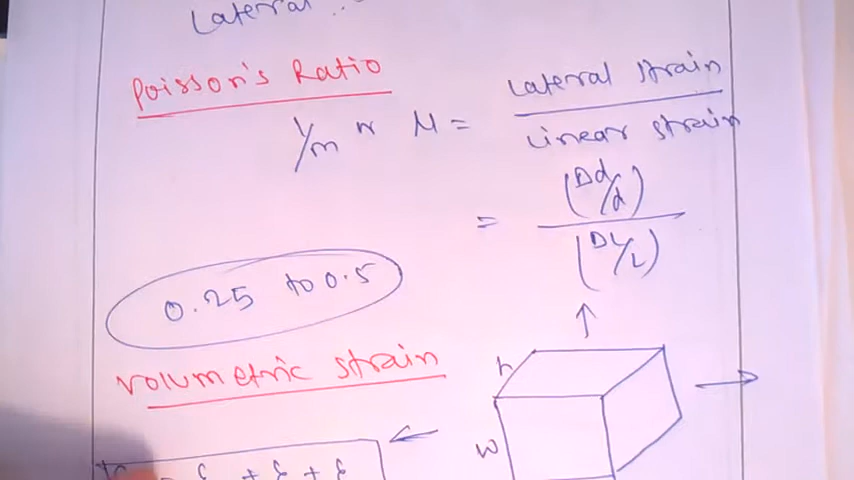 Lateral
Poisson's Ratio
1/m or μ = Lateral strain
Linear strain
= (Δd/d)
(ΔL/L)
0.25 to 0.5
Volumetric strain
h
w
= ε + ε + ε